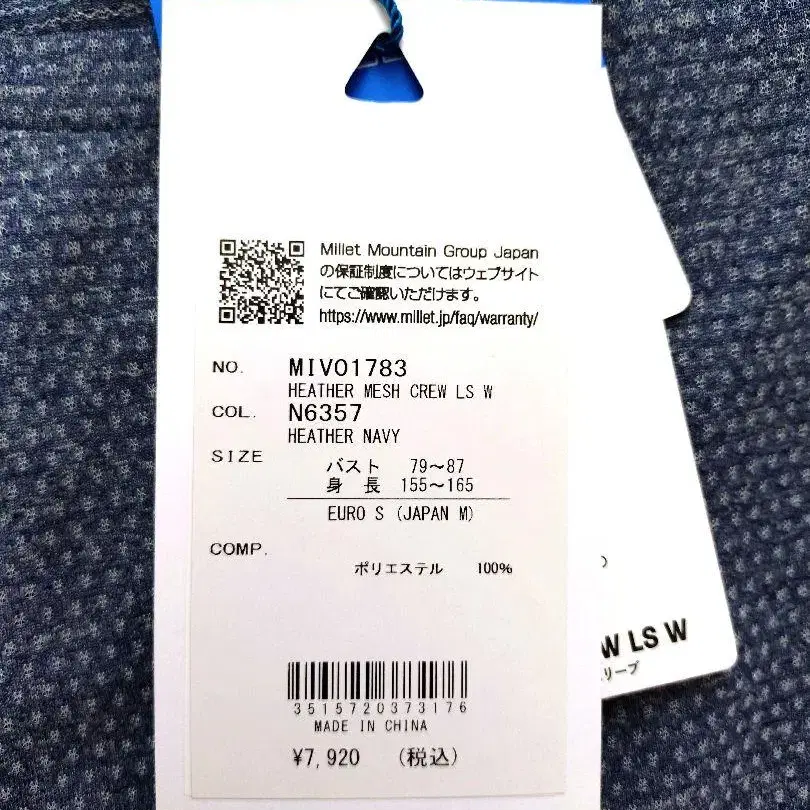 Millet Mountain Group Japan
の保証制度についてはウェブサイト
にてご確認いただけます。
https://www.millet.jp/faq/warranty/
NO. MIV01783
HEATHER MESH CREW LS W
COL. N6357
HEATHER NAVY
SIZE
バスト 79～87
身 長 155～165
EURO S (JAPAN M)
COMP.
ポリエステル 100%
3515720373176
MADE IN CHINA
¥7,920 (税込)
W LS W
リーブ